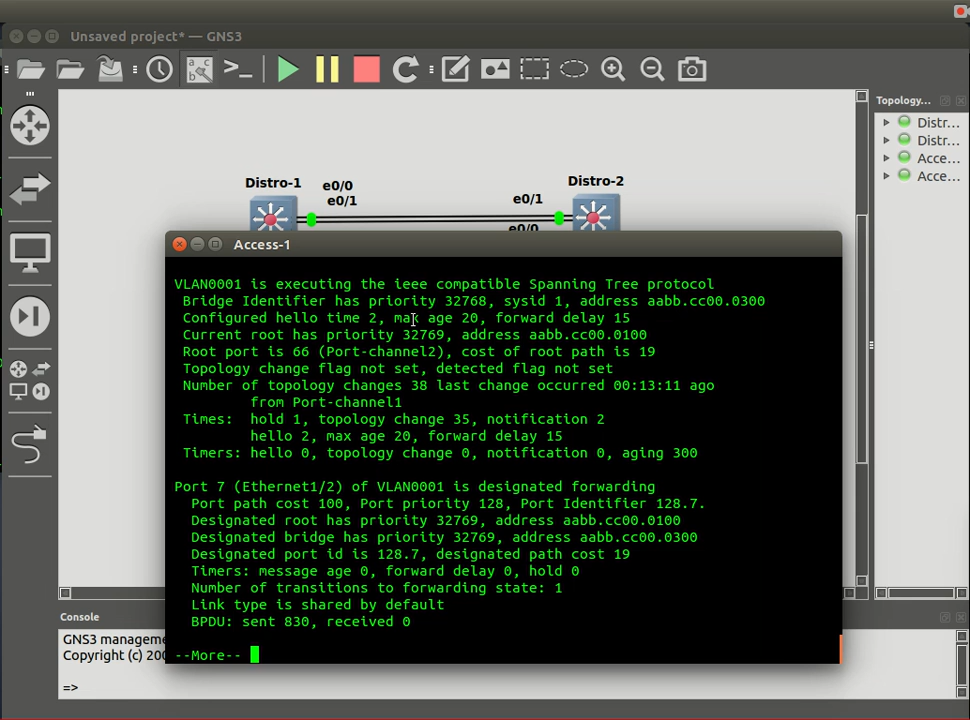 Unsaved project* — GNS3
a b c
Topology...
Distr...
Distr...
Acce...
Acce...
Distro-1
e0/0
e0/1
e0/1
Distro-2
e0/0
Access-1
VLAN0001 is executing the ieee compatible Spanning Tree protocol
Bridge Identifier has priority 32768, sysid 1, address aabb.cc00.0300
Configured hello time 2, max age 20, forward delay 15
Current root has priority 32769, address aabb.cc00.0100
Root port is 66 (Port-channel2), cost of root path is 19
Topology change flag not set, detected flag not set
Number of topology changes 38 last change occurred 00:13:11 ago
from Port-channel1
Times: hold 1, topology change 35, notification 2
hello 2, max age 20, forward delay 15
Timers: hello 0, topology change 0, notification 0, aging 300
Port 7 (Ethernet1/2) of VLAN0001 is designated forwarding
Port path cost 100, Port priority 128, Port Identifier 128.7.
Designated root has priority 32769, address aabb.cc00.0100
Designated bridge has priority 32769, address aabb.cc00.0300
Designated port id is 128.7, designated path cost 19
Timers: message age 0, forward delay 0, hold 0
Number of transitions to forwarding state: 1
Link type is shared by default
BPDU: sent 830, received 0
--More--
Console
GNS3 manageme
Copyright (c) 200
=>